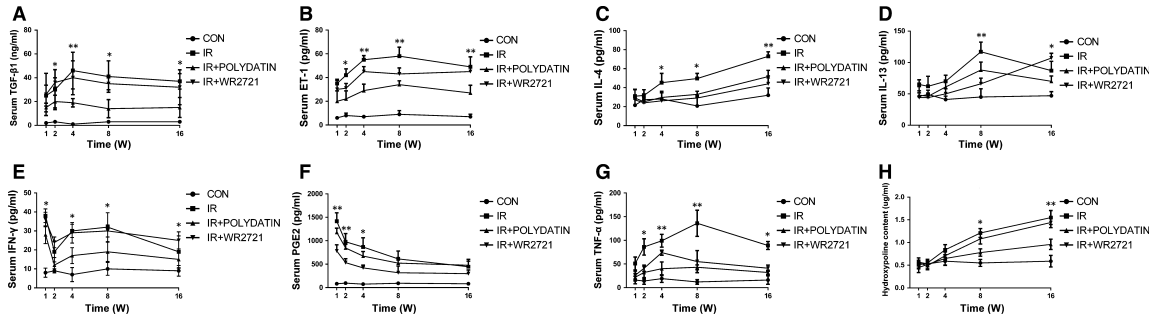 A
Serum TGF-β1 (ng/ml)
80
60
40
20
0
1 2 4 8 16
Time (W)
* ** * *
CON
IR
IR+POLYDATIN
IR+WR2721
B
Serum ET-1 (pg/ml)
80
60
40
20
0
1 2 4 8 16
Time (W)
* ** ** **
CON
IR
IR+POLYDATIN
IR+WR2721
C
Serum IL-4 (pg/ml)
100
80
60
40
20
0
1 2 4 8 16
Time (W)
* * **
CON
IR
IR+POLYDATIN
IR+WR2721
D
Serum IL-13 (pg/ml)
150
100
50
0
1 2 4 8 16
Time (W)
** *
CON
IR
IR+POLYDATIN
IR+WR2721
E
Serum IFN-γ (pg/ml)
50
40
30
20
10
0
1 2 4 8 16
Time (W)
* * * *
CON
IR
IR+POLYDATIN
IR+WR2721
F
Serum PGE2 (pg/ml)
2000
1500
1000
500
0
1 2 4 8 16
Time (W)
** ** *
CON
IR
IR+POLYDATIN
IR+WR2721
G
Serum TNF-α (pg/ml)
200
150
100
50
0
1 2 4 8 16
Time (W)
* ** ** *
CON
IR
IR+POLYDATIN
IR+WR2721
H
Hydroxypoline content (ug/ml)
2.0
1.5
1.0
0.5
0.0
1 2 4 8 16
Time (W)
* **
CON
IR
IR+POLYDATIN
IR+WR2721